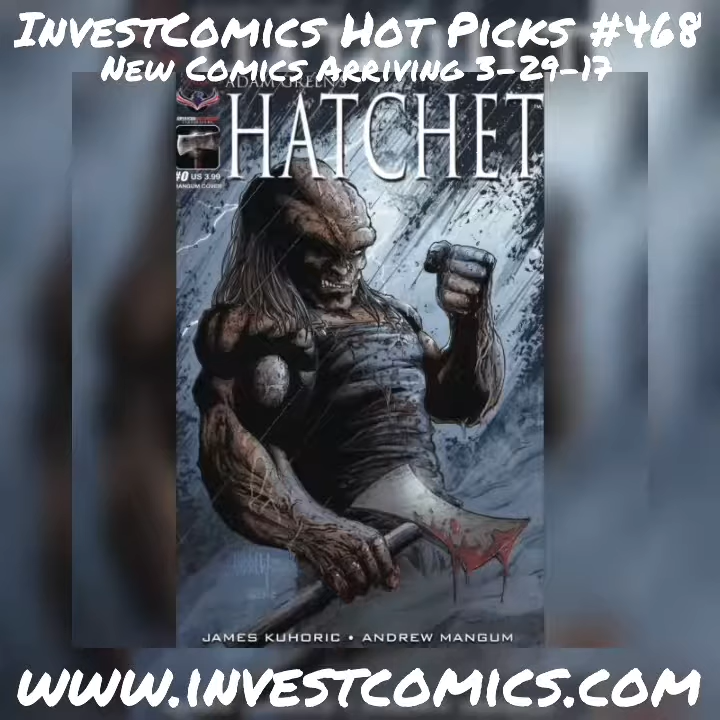 InvestComics Hot Picks #468
New Comics Arriving 3-29-17
ADAM GREEN'S
HATCHET
#0 US 3.99
MANGUM COVER
JAMES KUHORIC • ANDREW MANGUM
www.investcomics.com